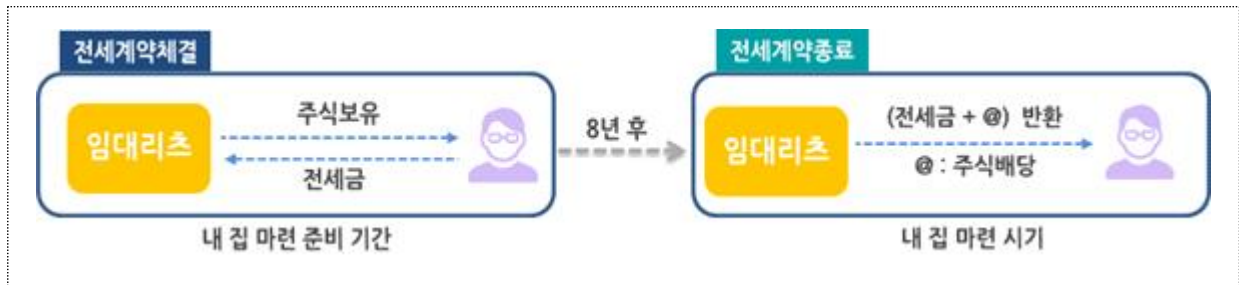 전세계약체결
임대리츠
주식보유
전세금
내 집 마련 준비 기간
8년 후
전세계약종료
임대리츠
(전세금 + @) 반환
@ : 주식배당
내 집 마련 시기